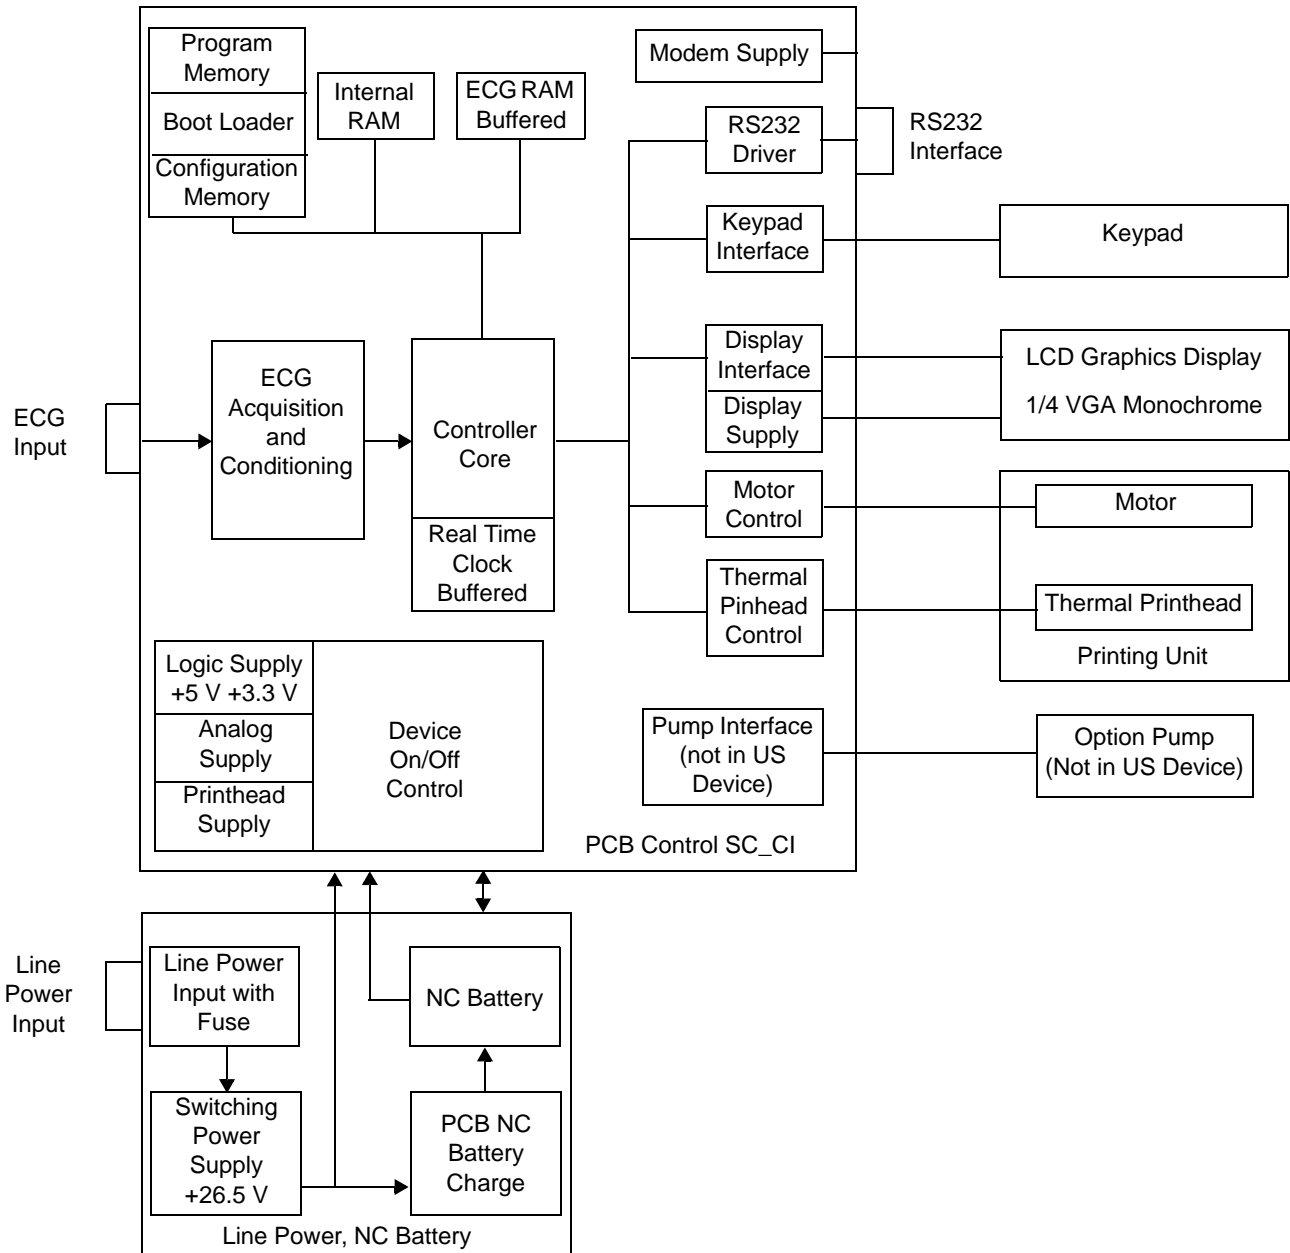 Program
Memory
Boot Loader
Configuration
Memory
Internal
RAM
ECG RAM
Buffered
Modem Supply
RS232
Driver
RS232
Interface
Keypad
Interface
Keypad
ECG
Input
ECG
Acquisition
and
Conditioning
Controller
Core
Real Time
Clock
Buffered
Display
Interface
Display
Supply
LCD Graphics Display
1/4 VGA Monochrome
Motor
Control
Motor
Thermal
Pinhead
Control
Thermal Printhead
Printing Unit
Logic Supply
+5 V +3.3 V
Analog
Supply
Printhead
Supply
Device
On/Off
Control
Pump Interface
(not in US
Device)
Option Pump
(Not in US Device)
PCB Control SC_CI
Line
Power
Input
Line Power
Input with
Fuse
NC Battery
Switching
Power
Supply
+26.5 V
PCB NC
Battery
Charge
Line Power, NC Battery